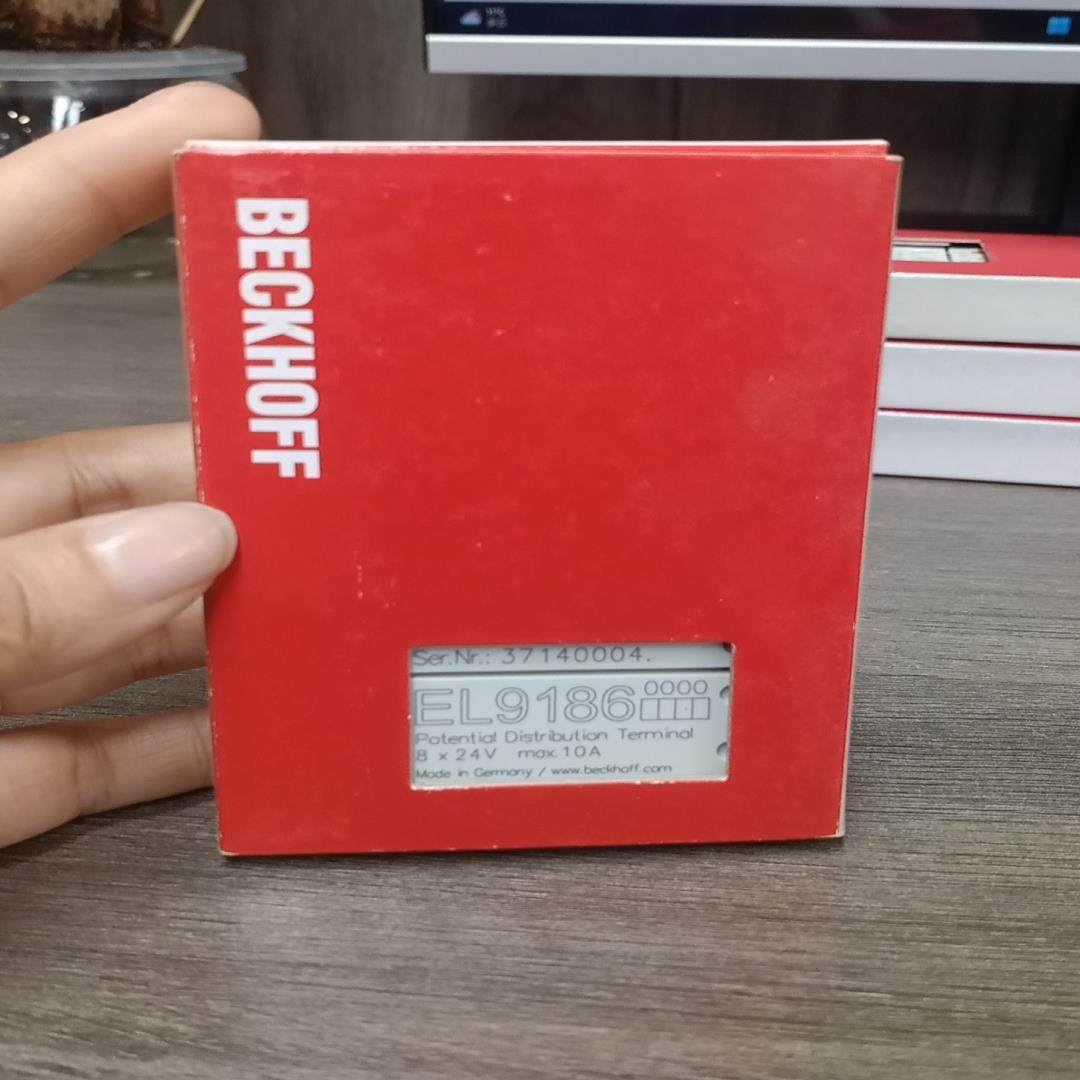 BECKHOFF
Ser.Nr.: 37140004.
EL9186 0000
Potential Distribution Terminal
8 x 24V max.10A
Made in Germany / www.beckhoff.com